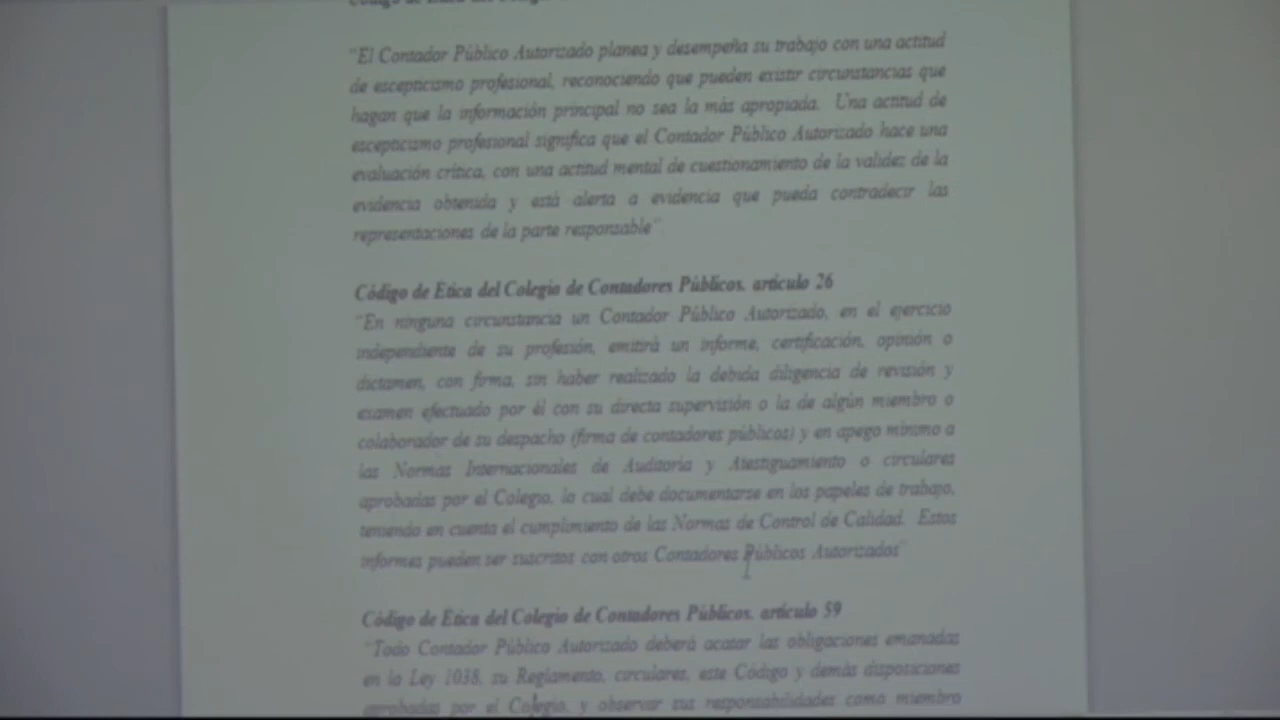 Código de Ética del
"El Contador Público Autorizado planea y desempeña su trabajo con una actitud
de escepticismo profesional, reconociendo que pueden existir circunstancias que
hagan que la información principal no sea la más apropiada. Una actitud de
escepticismo profesional significa que el Contador Público Autorizado hace una
evaluación crítica, con una actitud mental de cuestionamiento de la validez de la
evidencia obtenida y está alerta a evidencia que pueda contradecir las
representaciones de la parte responsable"
Código de Ética del Colegio de Contadores Públicos. artículo 26
"En ninguna circunstancia un Contador Público Autorizado, en el ejercicio
independiente de su profesión, emitirá un informe, certificación, opinión o
dictamen, con firma, sin haber realizado la debida diligencia de revisión y
examen efectuado por él con su directa supervisión o la de algún miembro o
colaborador de su despacho (firma de contadores públicos) y en apego mínimo a
las Normas Internacionales de Auditoría y Atestiguamiento o circulares
aprobadas por el Colegio, lo cual debe documentarse en los papeles de trabajo,
teniendo en cuenta el cumplimiento de las Normas de Control de Calidad. Estos
informes pueden ser suscritos con otros Contadores Públicos Autorizados"
Código de Ética del Colegio de Contadores Públicos. artículo 59
"Todo Contador Público Autorizado deberá acatar las obligaciones emanadas
en la Ley 1038, su Reglamento, circulares, este Código y demás disposiciones
aprobadas por el Colegio, y observar sus responsabilidades como miembro